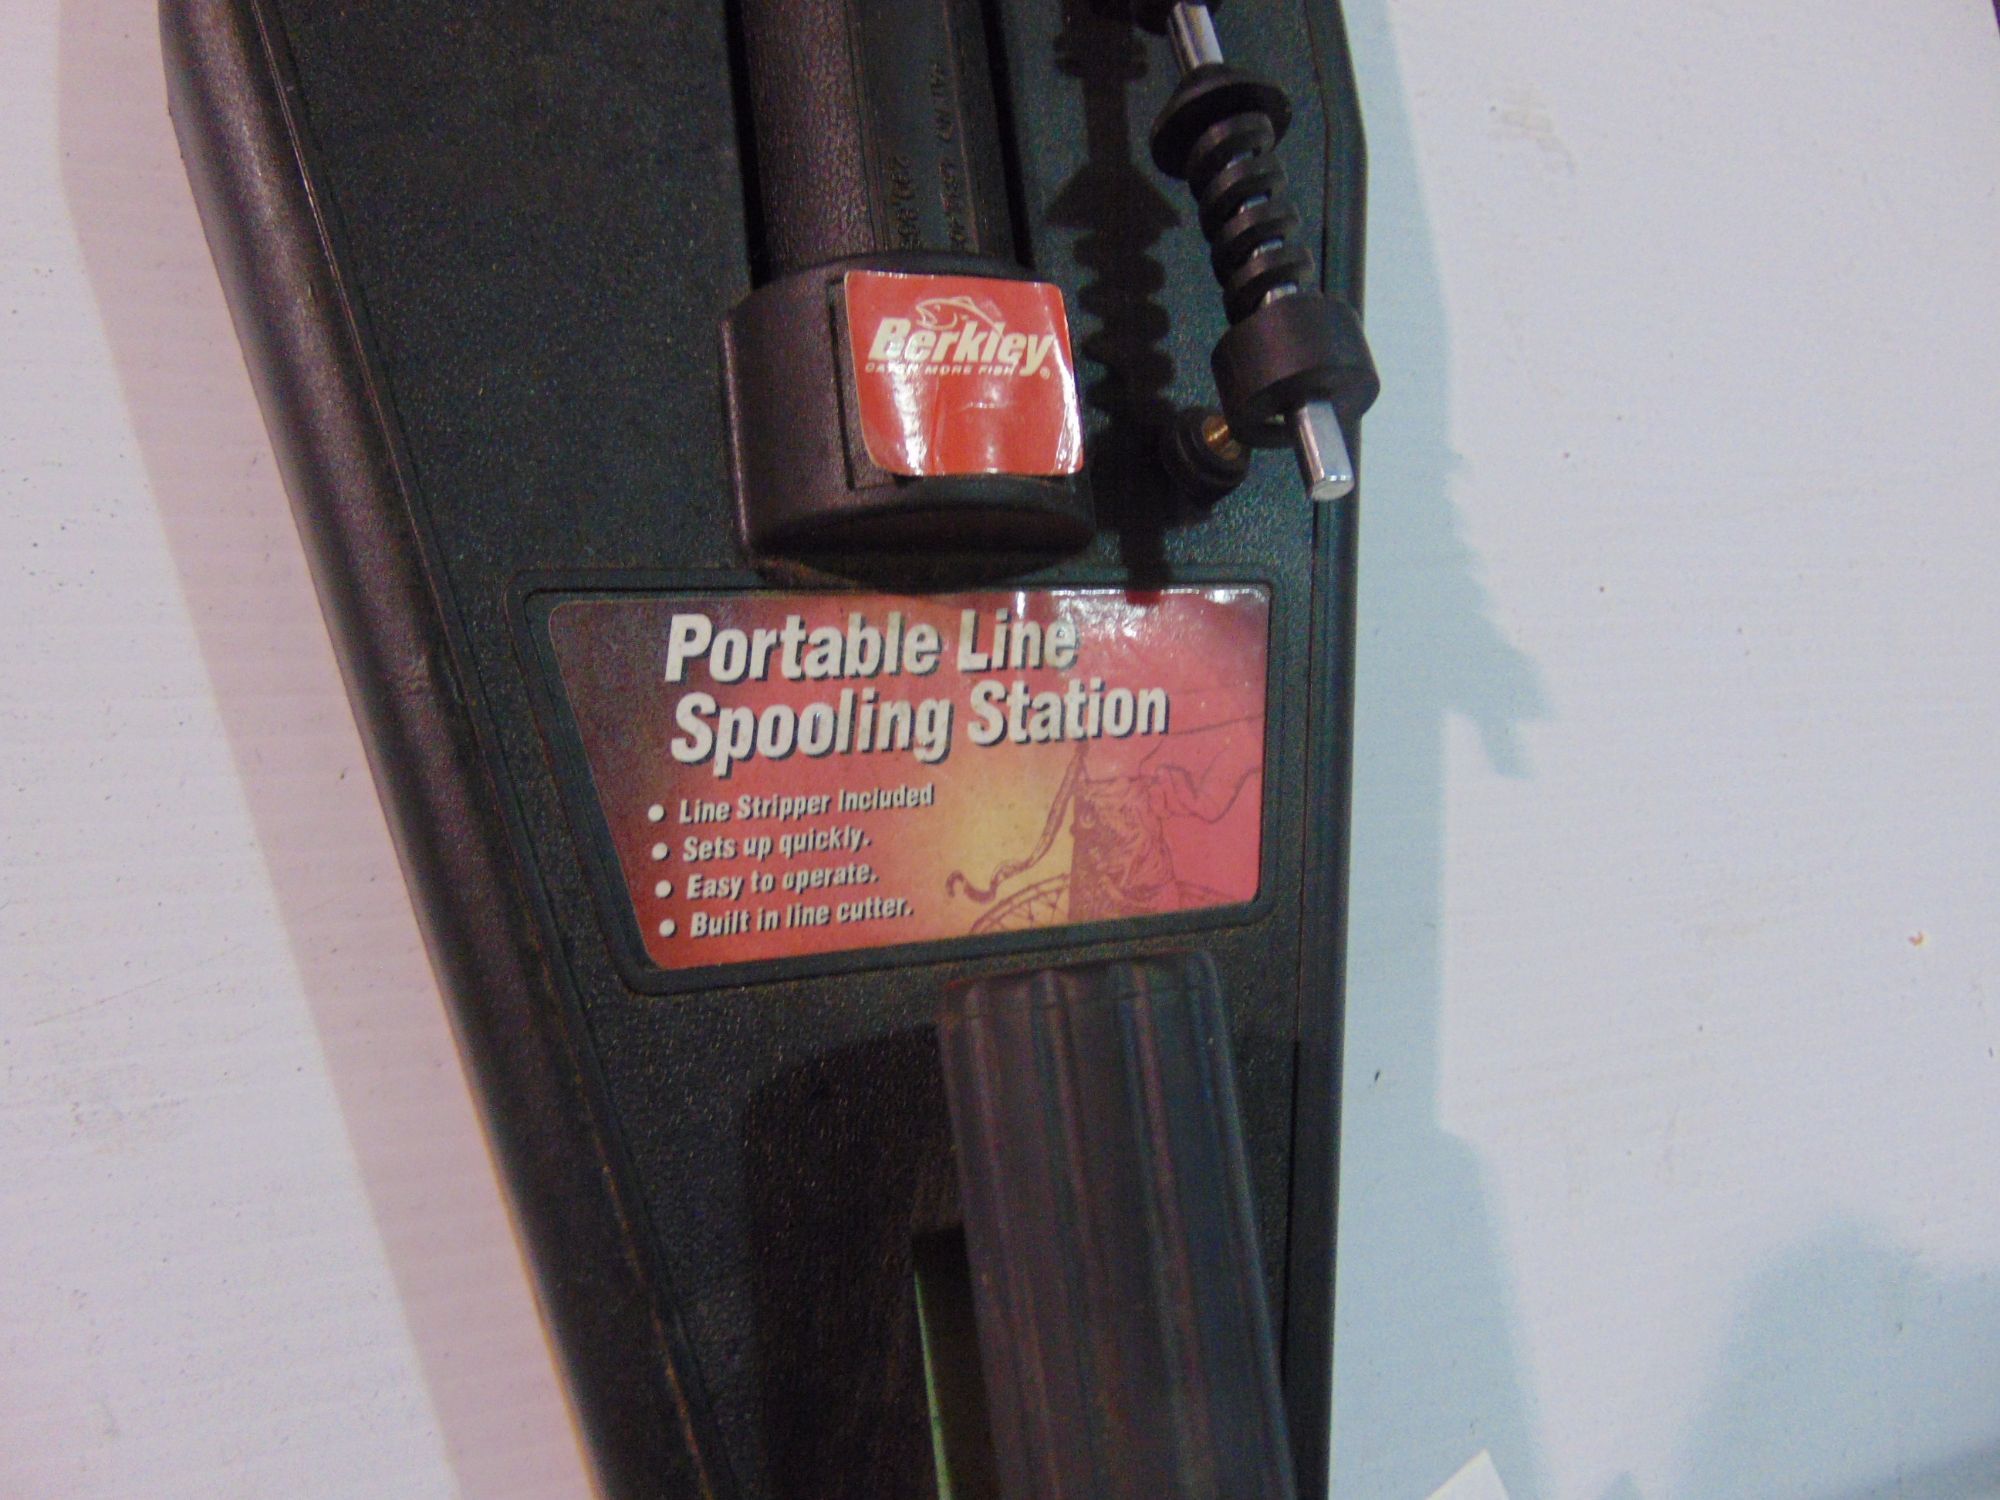 Berkley
CATCH MORE FISH
Portable Line
Spooling Station
• Line Stripper Included
• Sets up quickly.
• Easy to operate.
• Built in line cutter.